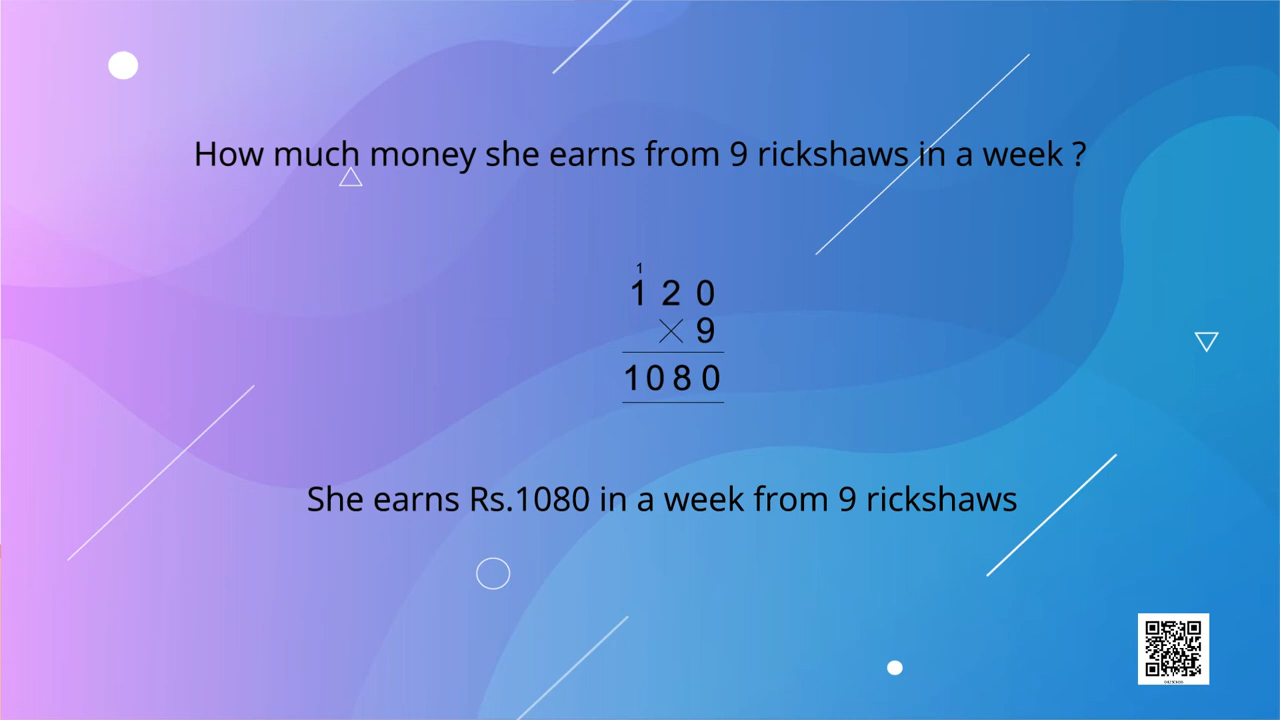 How much money she earns from 9 rickshaws in a week ?
1
1 2 0
× 9
1080
She earns Rs.1080 in a week from 9 rickshaws